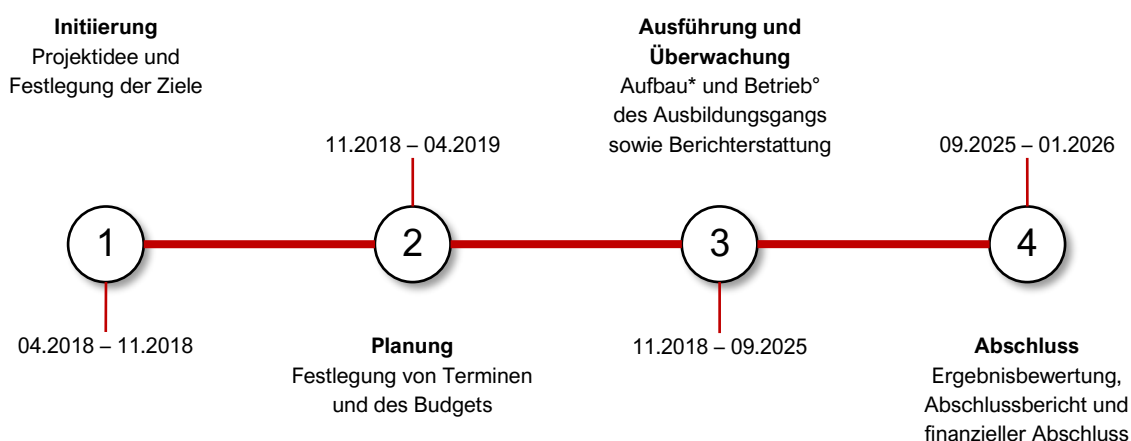 Initiierung
Projektidee und
Festlegung der Ziele
Ausführung und
Überwachung
Aufbau* und Betrieb°
des Ausbildungsgangs
sowie Berichterstattung
11.2018 – 04.2019
09.2025 – 01.2026
1
2
3
4
04.2018 – 11.2018
Planung
Festlegung von Terminen
und des Budgets
11.2018 – 09.2025
Abschluss
Ergebnisbewertung,
Abschlussbericht und
finanzieller Abschluss